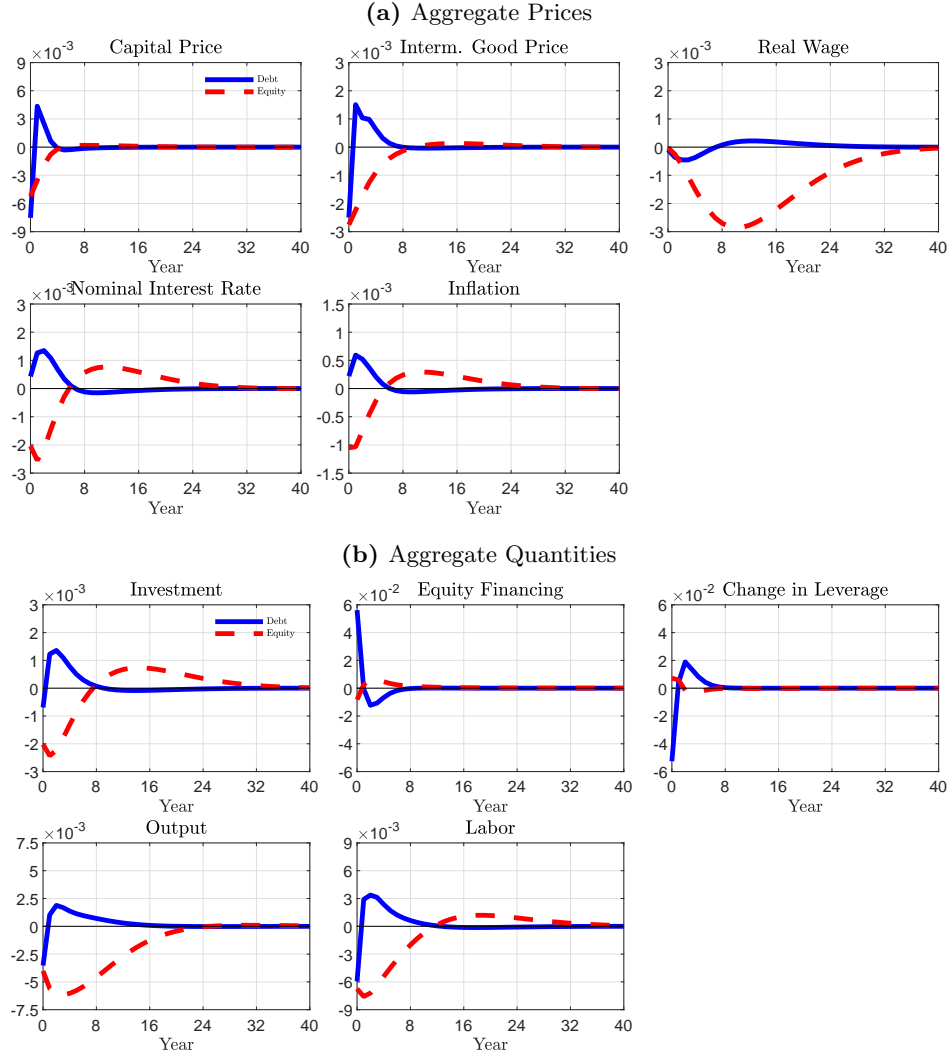 (a) Aggregate Prices
Capital Price
×10-3
9
6
3
0
-3
-6
-9
0 8 16 24 32 40
Year
Debt
Equity
Interm. Good Price
×10-3
3
2
1
0
-1
-2
-3
0 8 16 24 32 40
Year
Real Wage
×10-3
3
2
1
0
-1
-2
-3
0 8 16 24 32 40
Year
Nominal Interest Rate
×10-3
3
2
1
0
-1
-2
-3
0 8 16 24 32 40
Year
Inflation
×10-3
1.5
1
0.5
0
-0.5
-1
-1.5
0 8 16 24 32 40
Year
(b) Aggregate Quantities
Investment
×10-3
3
2
1
0
-1
-2
-3
0 8 16 24 32 40
Year
Debt
Equity
Equity Financing
×10-2
6
4
2
0
-2
-4
-6
0 8 16 24 32 40
Year
Change in Leverage
×10-2
6
4
2
0
-2
-4
-6
0 8 16 24 32 40
Year
Output
×10-3
7.5
5
2.5
0
-2.5
-5
-7.5
0 8 16 24 32 40
Year
Labor
×10-3
9
6
3
0
-3
-6
-9
0 8 16 24 32 40
Year